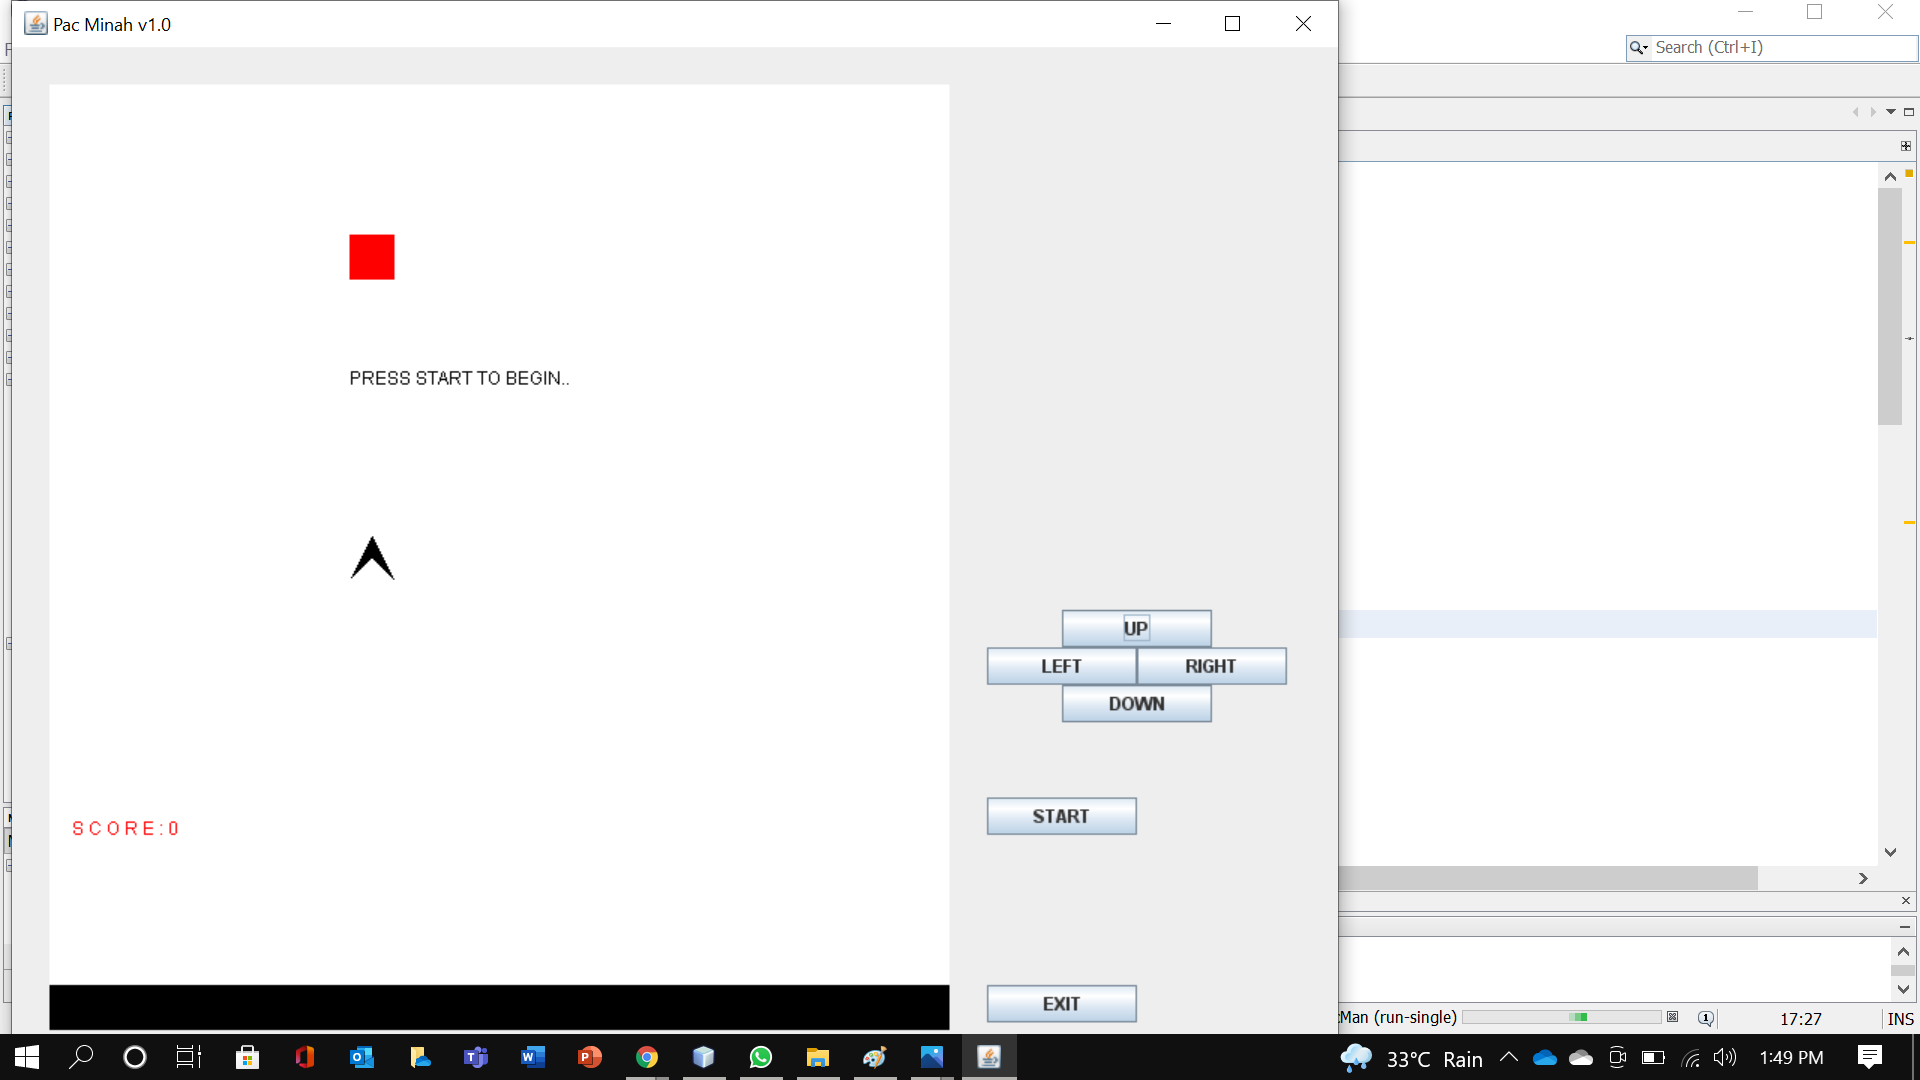 Pac Minah v1.0
Search (Ctrl+I)
PRESS START TO BEGIN..
UP
LEFT RIGHT
DOWN
START
S C O R E : 0
EXIT
Man (run-single)
17:27 INS
33°C Rain
1:49 PM